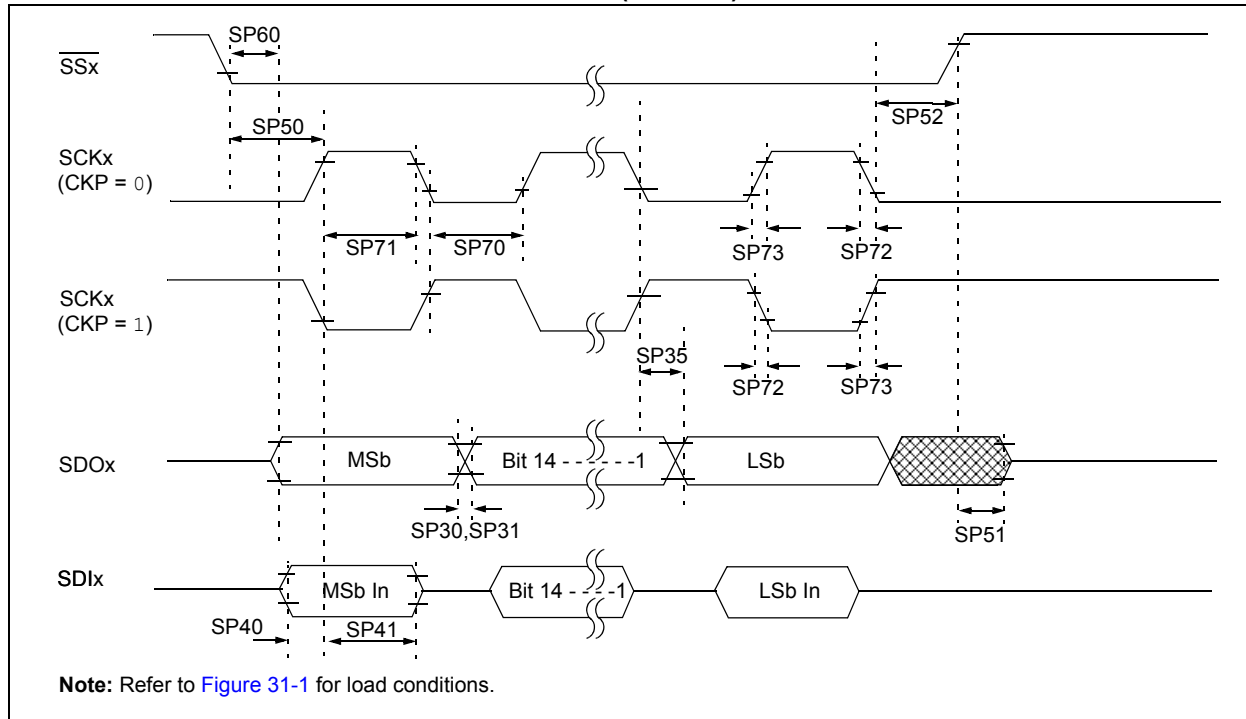 SP60
SSx
SP50
SP52
SCKx
(CKP = 0)
SP71
SP70
SP73
SP72
SCKx
(CKP = 1)
SP35
SP72
SP73
SDOx
MSb
Bit 14 - - - - - -1
LSb
SP30,SP31
SP51
SDIx
MSb In
Bit 14 - - - -1
LSb In
SP40
SP41
Note: Refer to Figure 31-1 for load conditions.